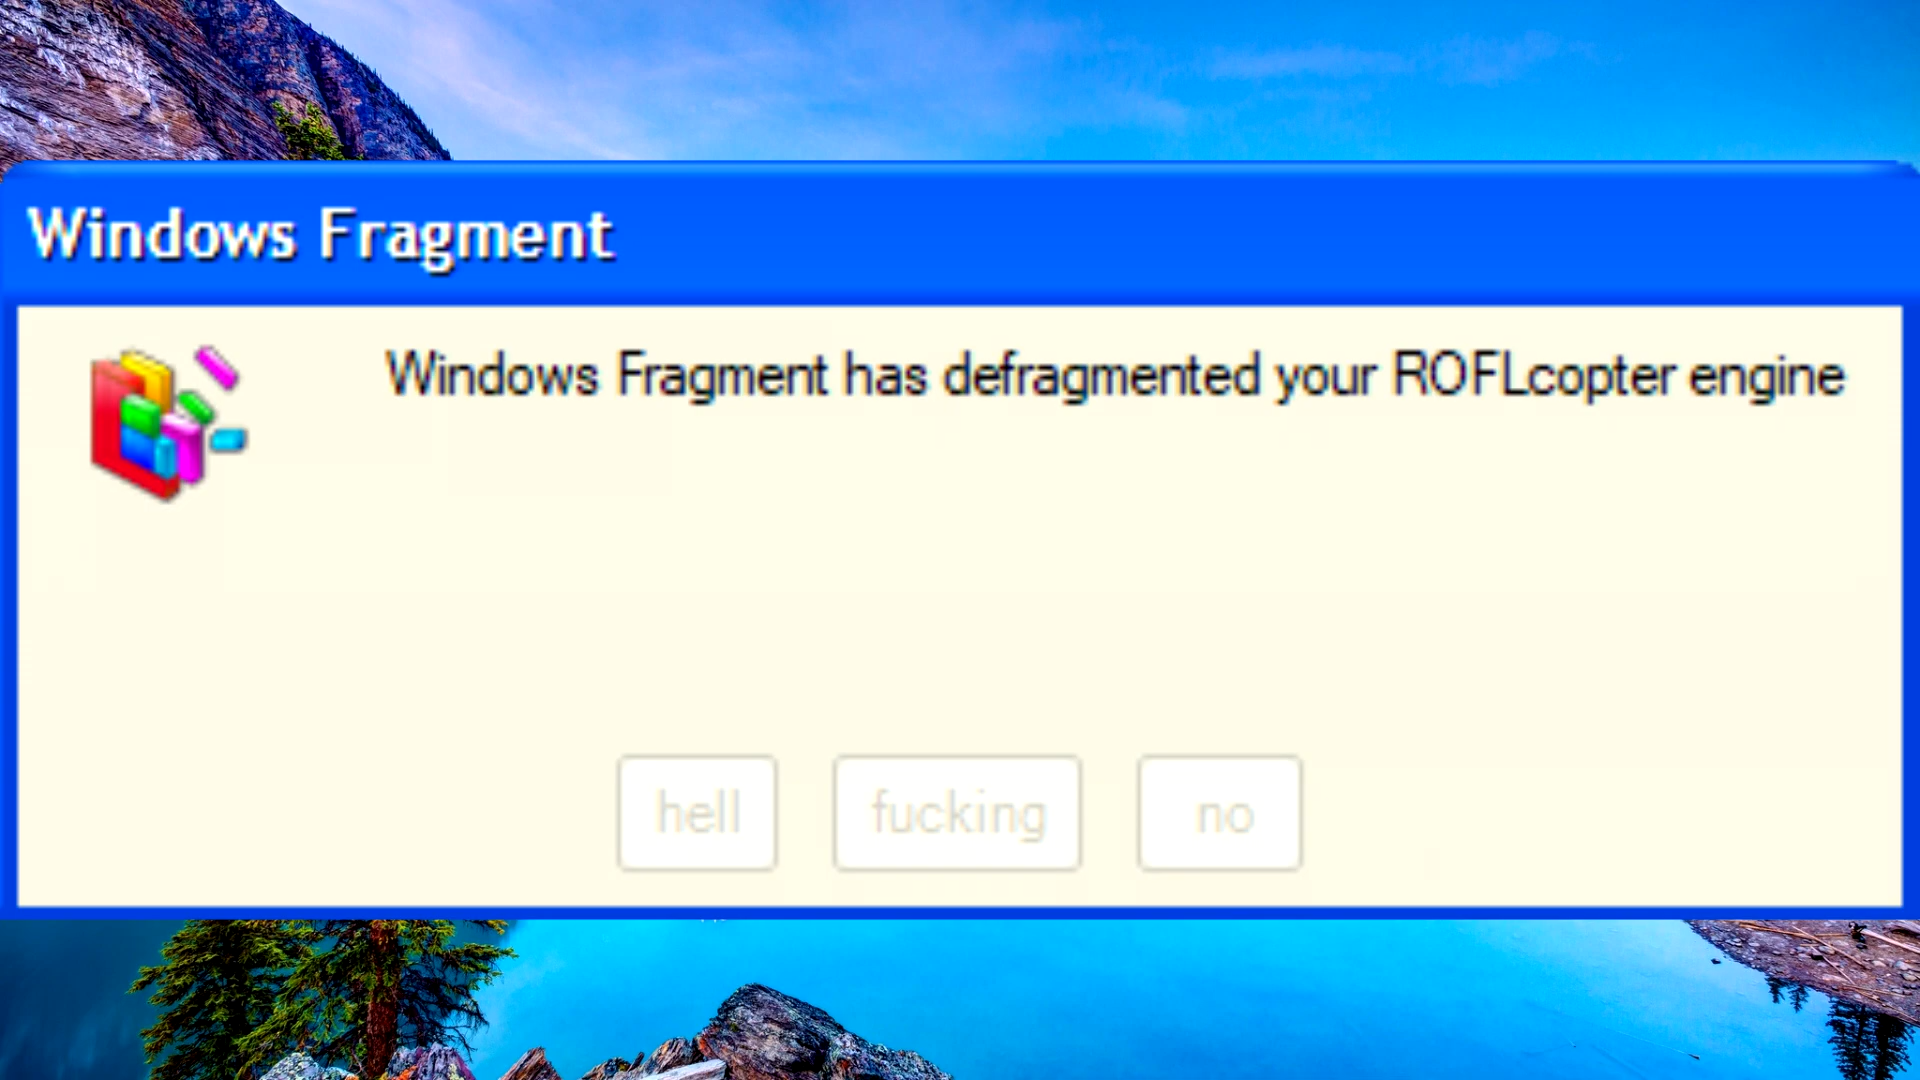 Windows Fragment
Windows Fragment has defragmented your ROFLcopter engine
hell fucking no